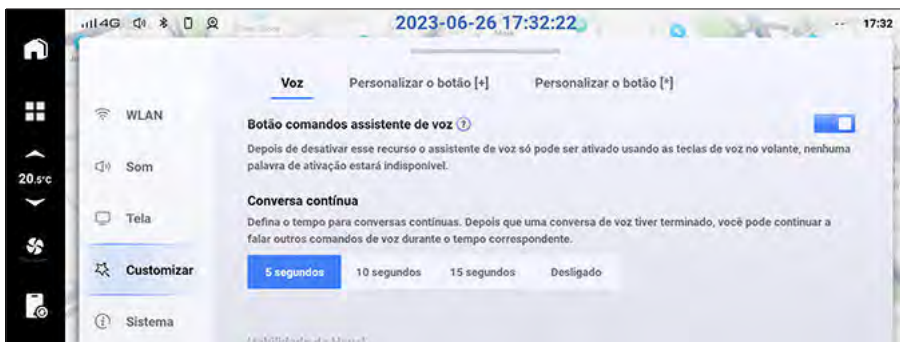 4G
2023-06-26 17:32:22
17:32
Voz
Personalizar o botão [+]
Personalizar o botão [*]
WLAN
Botão comandos assistente de voz ?
Depois de desativar esse recurso o assistente de voz só pode ser ativado usando as teclas de voz no volante, nenhuma
palavra de ativação estará indisponível.
Som
20.5°C
Conversa contínua
Defina o tempo para conversas contínuas. Depois que uma conversa de voz tiver terminado, você pode continuar a
falar outros comandos de voz durante o tempo correspondente.
Tela
Customizar
5 segundos
10 segundos
15 segundos
Desligado
Sistema